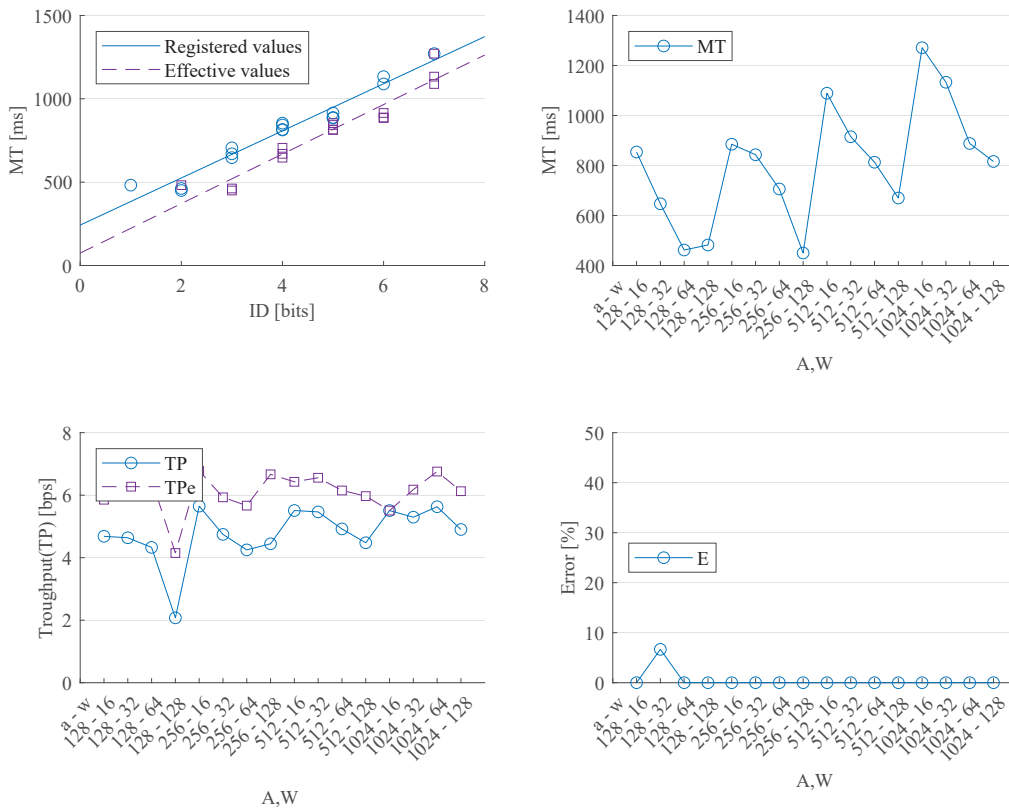 1500
1000
500
0
MT [ms]
Registered values
Effective values
0 2 4 6 8
ID [bits]
1400
1200
1000
800
600
400
MT [ms]
MT
a - w
128 - 16
128 - 32
128 - 64
128 - 128
256 - 16
256 - 32
256 - 64
256 - 128
512 - 16
512 - 32
512 - 64
512 - 128
1024 - 16
1024 - 32
1024 - 64
1024 - 128
A,W
8
6
4
2
0
Troughput(TP) [bps]
TP
TPe
a - w
128 - 16
128 - 32
128 - 64
128 - 128
256 - 16
256 - 32
256 - 64
256 - 128
512 - 16
512 - 32
512 - 64
512 - 128
1024 - 16
1024 - 32
1024 - 64
1024 - 128
A,W
50
40
30
20
10
0
Error [%]
E
a - w
128 - 16
128 - 32
128 - 64
128 - 128
256 - 16
256 - 32
256 - 64
256 - 128
512 - 16
512 - 32
512 - 64
512 - 128
1024 - 16
1024 - 32
1024 - 64
1024 - 128
A,W